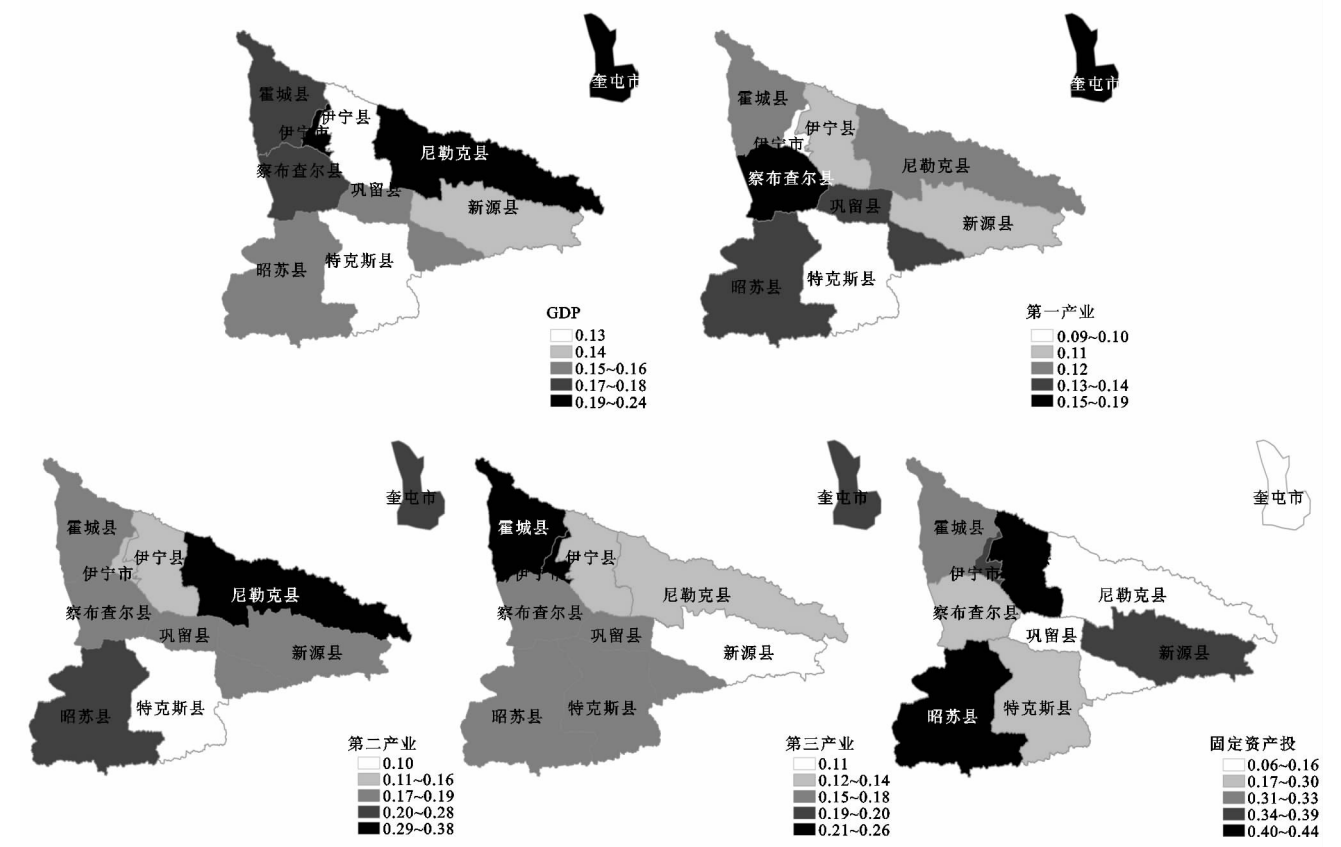 奎屯市
霍城县
伊宁县
伊宁市
尼勒克县
察布查尔县
巩留县
新源县
特克斯县
昭苏县
GDP
0.13
0.14
0.15~0.16
0.17~0.18
0.19~0.24
奎屯市
霍城县
伊宁县
伊宁市
尼勒克县
察布查尔县
巩留县
新源县
特克斯县
昭苏县
第一产业
0.09~0.10
0.11
0.12
0.13~0.14
0.15~0.19
奎屯市
霍城县
伊宁县
伊宁市
尼勒克县
察布查尔县
巩留县
新源县
特克斯县
昭苏县
第二产业
0.10
0.11~0.16
0.17~0.19
0.20~0.28
0.29~0.38
奎屯市
霍城县
伊宁县
伊宁市
尼勒克县
察布查尔县
巩留县
新源县
特克斯县
昭苏县
第三产业
0.11
0.12~0.14
0.15~0.18
0.19~0.20
0.21~0.26
奎屯市
霍城县
伊宁市
尼勒克县
察布查尔县
巩留县
新源县
特克斯县
昭苏县
固定资产投
0.06~0.16
0.17~0.30
0.31~0.33
0.34~0.39
0.40~0.44